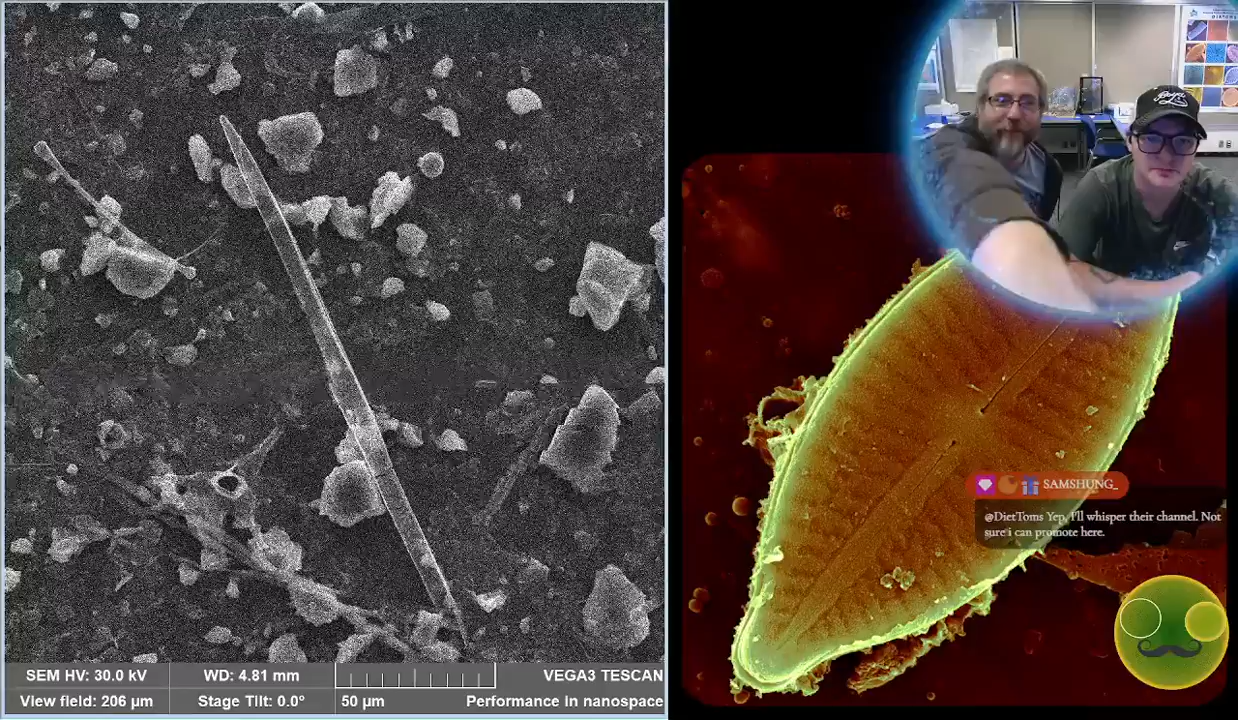 SEM HV: 30.0 kV
WD: 4.81 mm
VEGA3 TESCAN
View field: 206 µm
Stage Tilt: 0.0°
50 µm
Performance in nanospace
SAMSHUNG_
@DietToms Yep, I'll whisper their channel. Not
sure i can promote here.